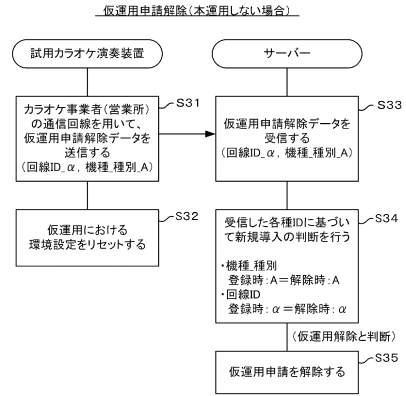 仮運用申請解除(本運用しない場合)
試用カラオケ演奏装置
サーバー
S31
カラオケ事業者(営業所)
の通信回線を用いて、
仮運用申請解除データを
送信する
(回線ID_α, 機種_種別_A)
S33
仮運用申請解除データを
受信する
(回線ID_α, 機種_種別_A)
S32
仮運用における
環境設定をリセットする
S34
受信した各種IDに基づい
て新規導入の判断を行う
・機種_種別
登録時:A=解除時:A
・回線ID
登録時:α=解除時:α
(仮運用解除と判断)
S35
仮運用申請を解除する